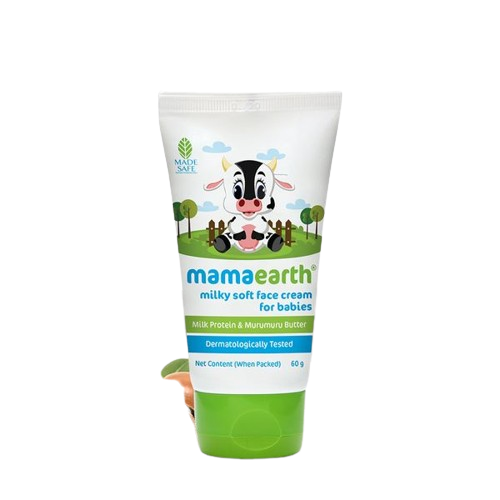 MADE
SAFE
mamaearth®
milky soft face cream
for babies
Milk Protein & Murumuru Butter
Dermatologically Tested
Net Content (When Packed) 60 g